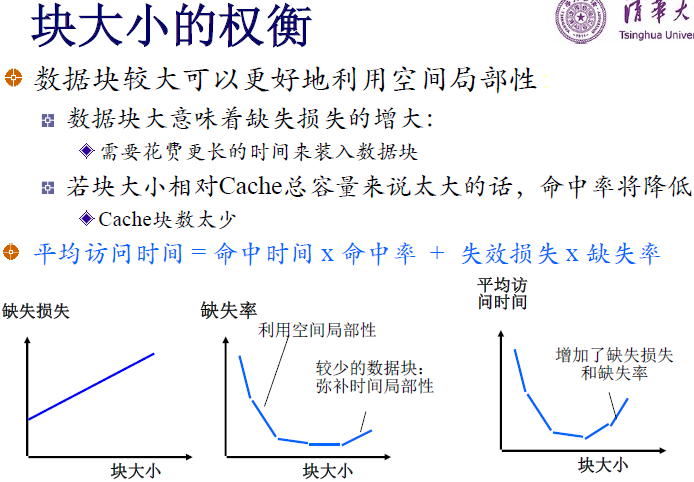 块大小的权衡
清华大
Tsinghua Univer
数据块较大可以更好地利用空间局部性
数据块大意味着缺失损失的增大：
需要花费更长的时间来装入数据块
若块大小相对Cache总容量来说太大的话，命中率将降低
Cache块数太少
平均访问时间 = 命中时间 x 命中率 + 失效损失 x 缺失率
缺失损失
块大小
缺失率
利用空间局部性
较少的数据块：
弥补时间局部性
块大小
平均访
问时间
增加了缺失损失
和缺失率
块大小